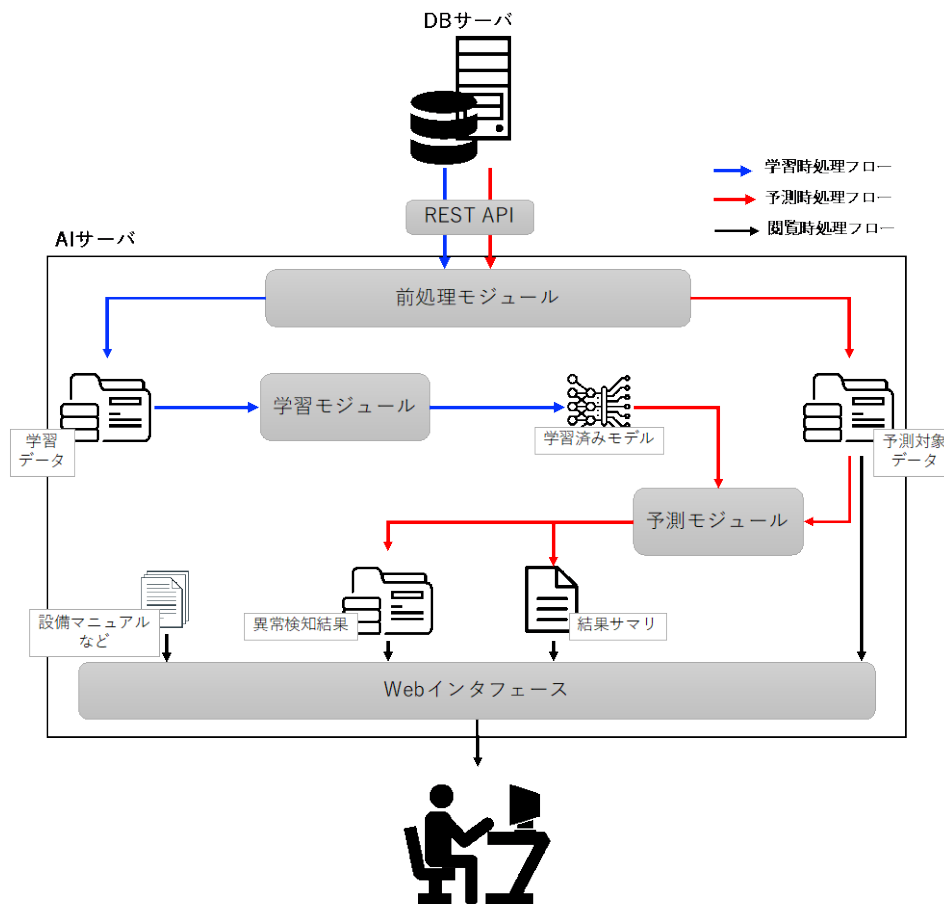 DBサーバ
学習時処理フロー
予測時処理フロー
閲覧時処理フロー
REST API
AIサーバ
前処理モジュール
学習モジュール
学習済みモデル
学習
データ
予測対象
データ
予測モジュール
設備マニュアル
など
異常検知結果
結果サマリ
Webインタフェース